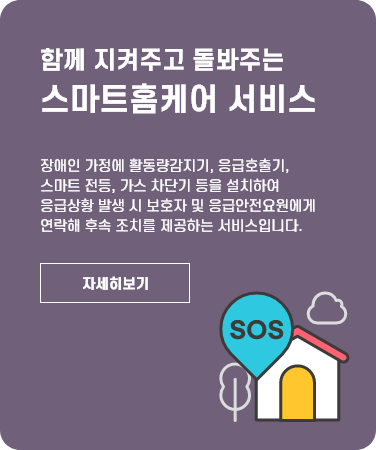 함께 지켜주고 돌봐주는
스마트홈케어 서비스
장애인 가정에 활동량감지기, 응급호출기,
스마트 전등, 가스 차단기 등을 설치하여
응급상황 발생 시 보호자 및 응급안전요원에게
연락해 후속 조치를 제공하는 서비스입니다.
자세히보기
SOS